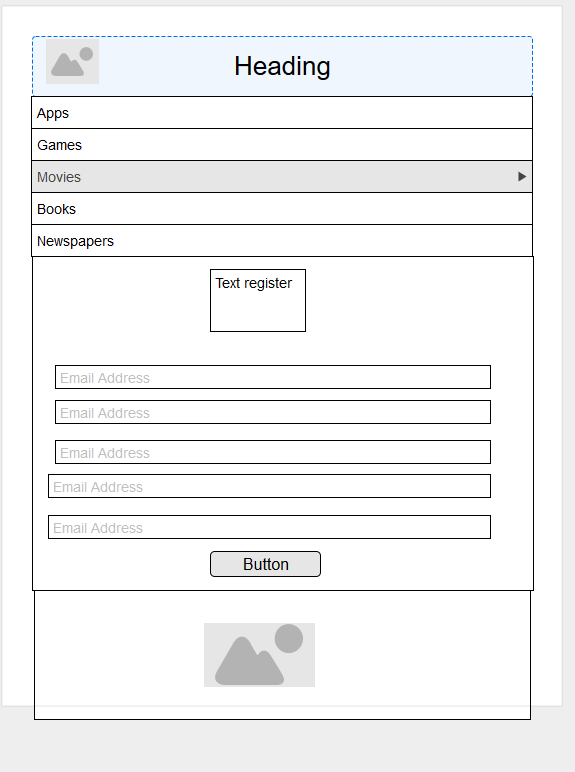 Heading
Apps
Games
Movies
Books
Newspapers
Text register
Email Address
Email Address
Email Address
Email Address
Email Address
Button